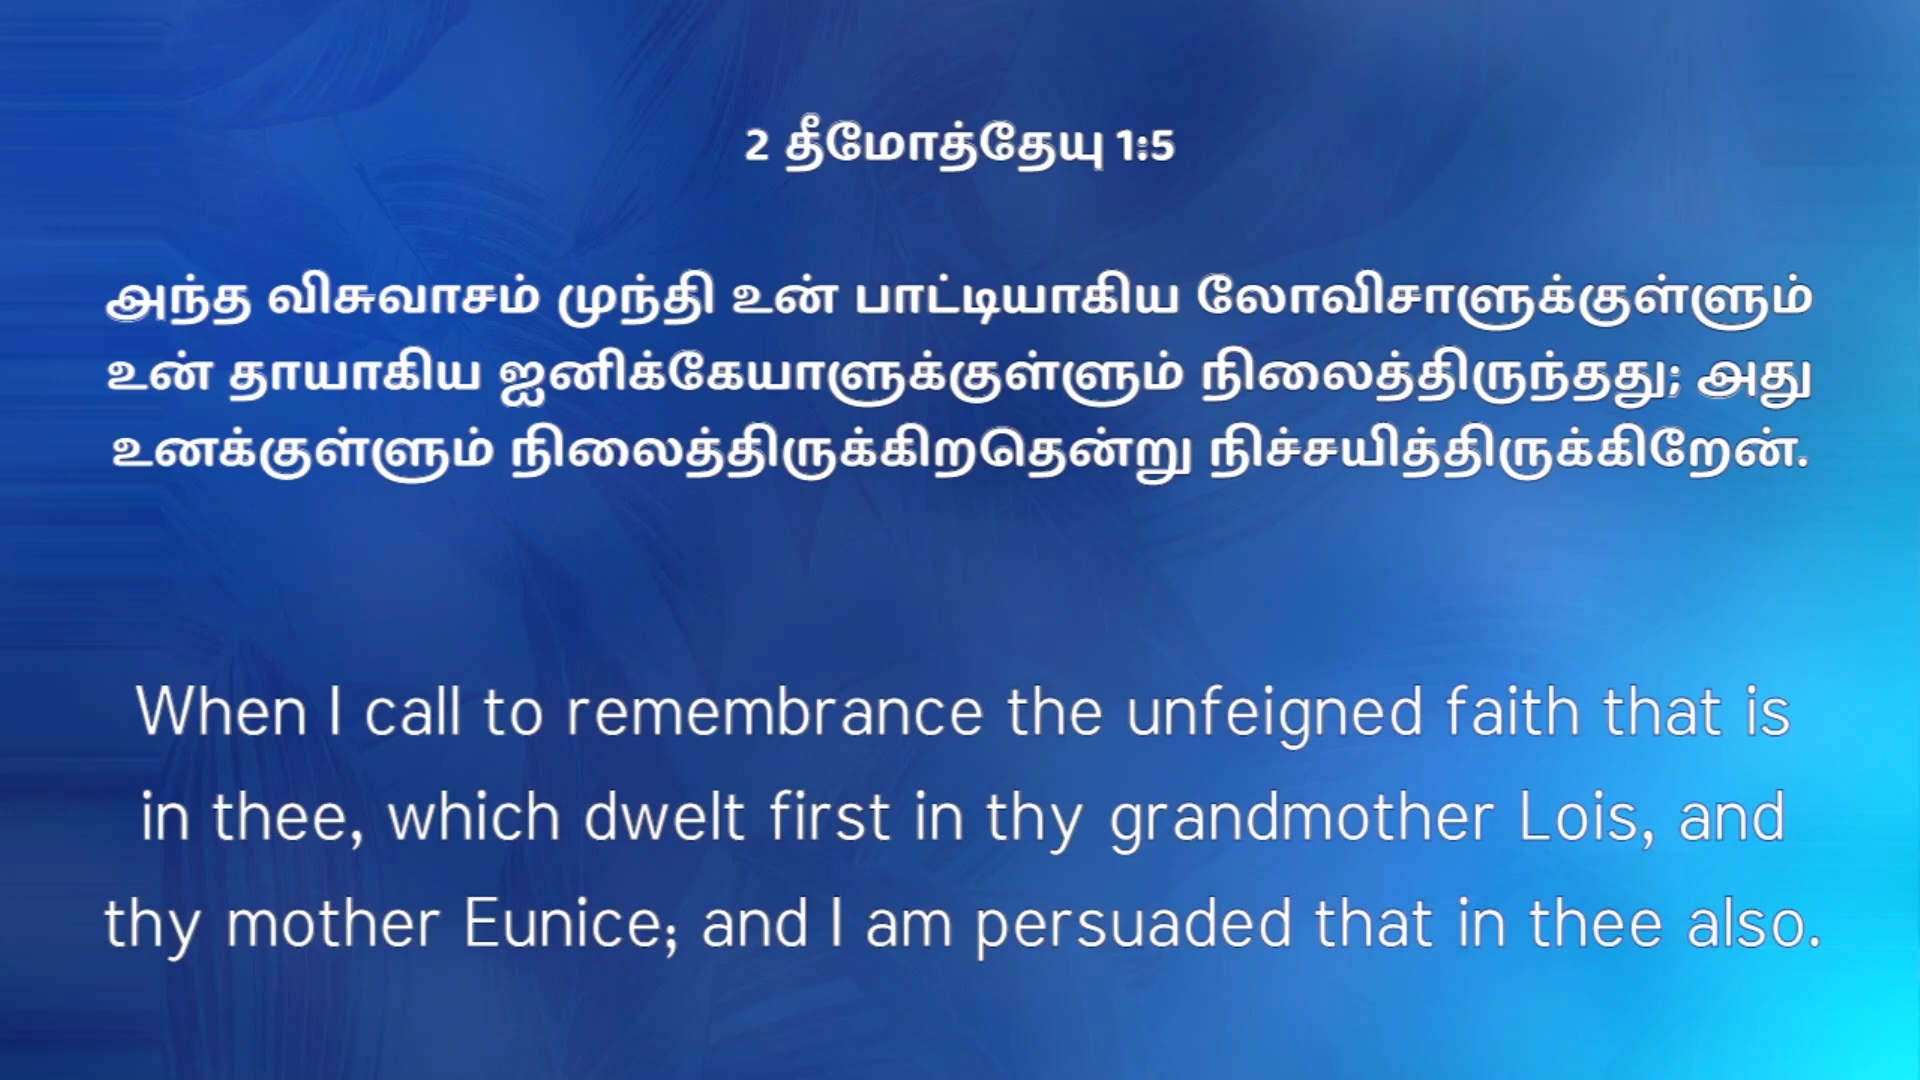 2 தீமோத்தேயு 1:5
அந்த விசுவாசம் முந்தி உன் பாட்டியாகிய லோவிசாளுக்குள்ளும்
உன் தாயாகிய ஐனிக்கேயாளுக்குள்ளும் நிலைத்திருந்தது; அது
உனக்குள்ளும் நிலைத்திருக்கிறதென்று நிச்சயித்திருக்கிறேன்.
When I call to remembrance the unfeigned faith that is
in thee, which dwelt first in thy grandmother Lois, and
thy mother Eunice; and I am persuaded that in thee also.